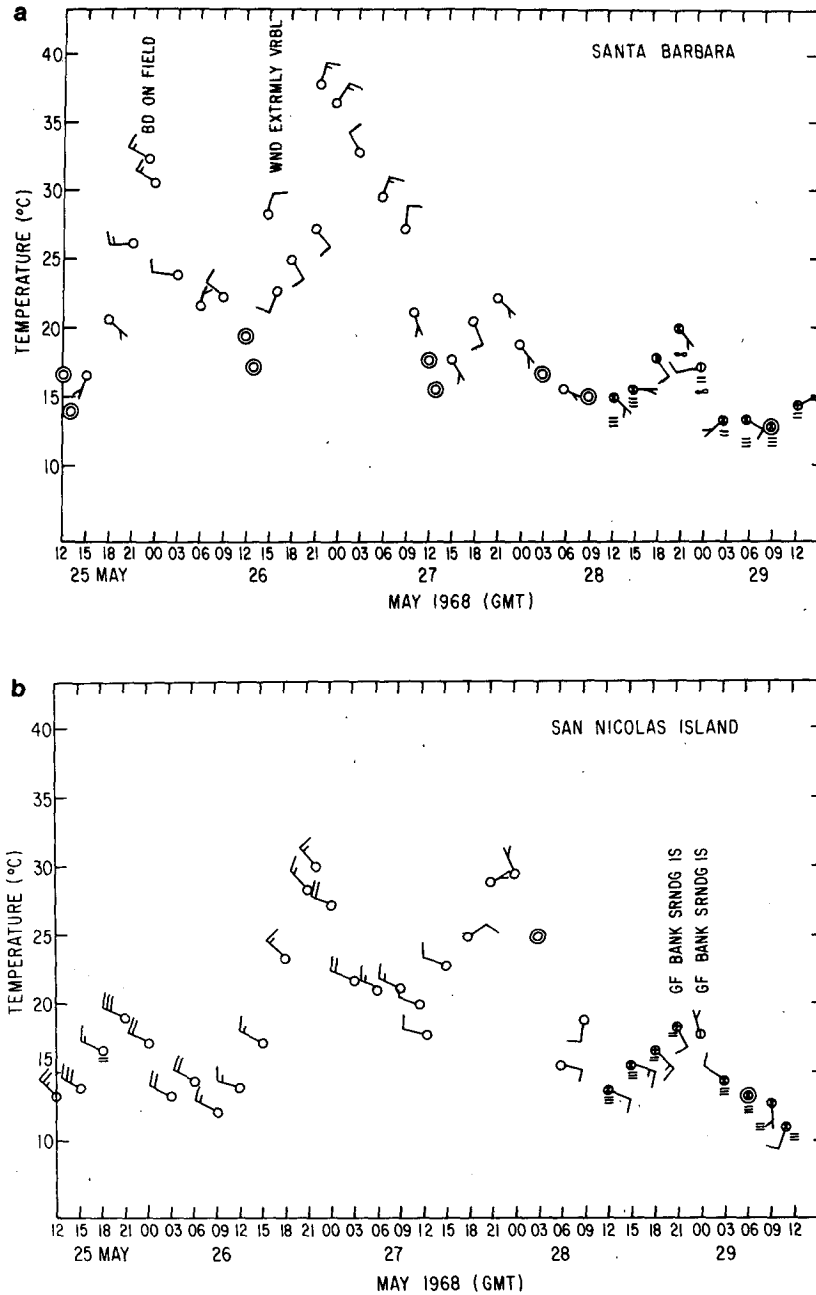 a
SANTA BARBARA
BD ON FIELD
WND EXTRMLY VRBL
TEMPERATURE (°C)
40
35
30
25
20
15
10
12 15 18 21 00 03 06 09 12 15 18 21 00 03 06 09 12 15 18 21 00 03 06 09 12 15 18 21 00 03 06 09 12
25 MAY 26 27 28 29
MAY 1968 (GMT)
b
SAN NICOLAS ISLAND
GF BANK SRNDG IS
GF BANK SRNDG IS
TEMPERATURE (°C)
40
35
30
25
20
15
10
12 15 18 21 00 03 06 09 12 15 18 21 00 03 06 09 12 15 18 21 00 03 06 09 12 15 18 21 00 03 06 09 12
25 MAY 26 27 28 29
MAY 1968 (GMT)